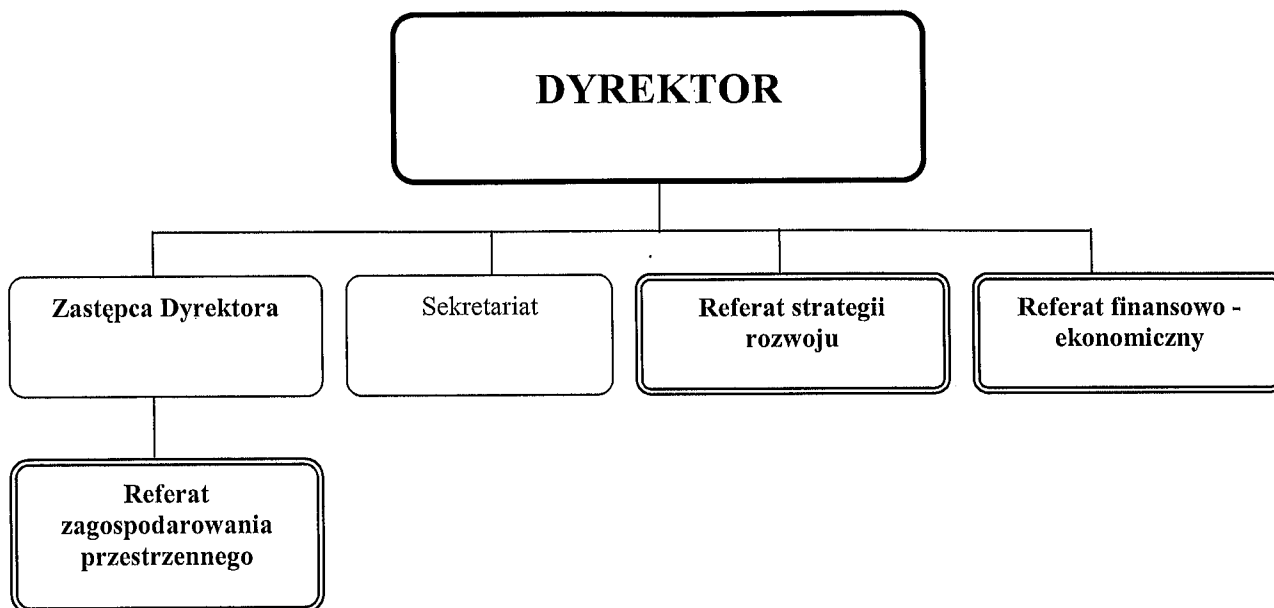 DYREKTOR
Zastępca Dyrektora
Sekretariat
Referat strategii
rozwoju
Referat finansowo -
ekonomiczny
Referat
zagospodarowania
przestrzennego